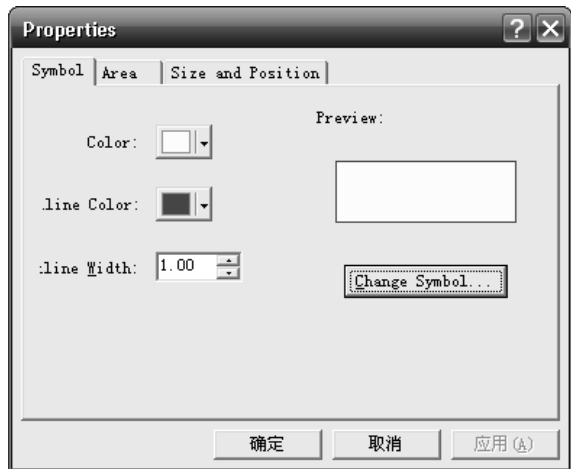 Properties
Symbol Area Size and Position
Preview:
Color:
.line Color:
:line Width: 1.00
Change Symbol...
确定 取消 应用(A)